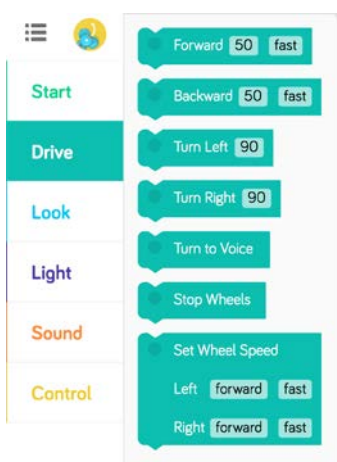 Start
Drive
Look
Light
Sound
Control
Forward 50 fast
Backward 50 fast
Turn Left 90
Turn Right 90
Turn to Voice
Stop Wheels
Set Wheel Speed
Left forward fast
Right forward fast